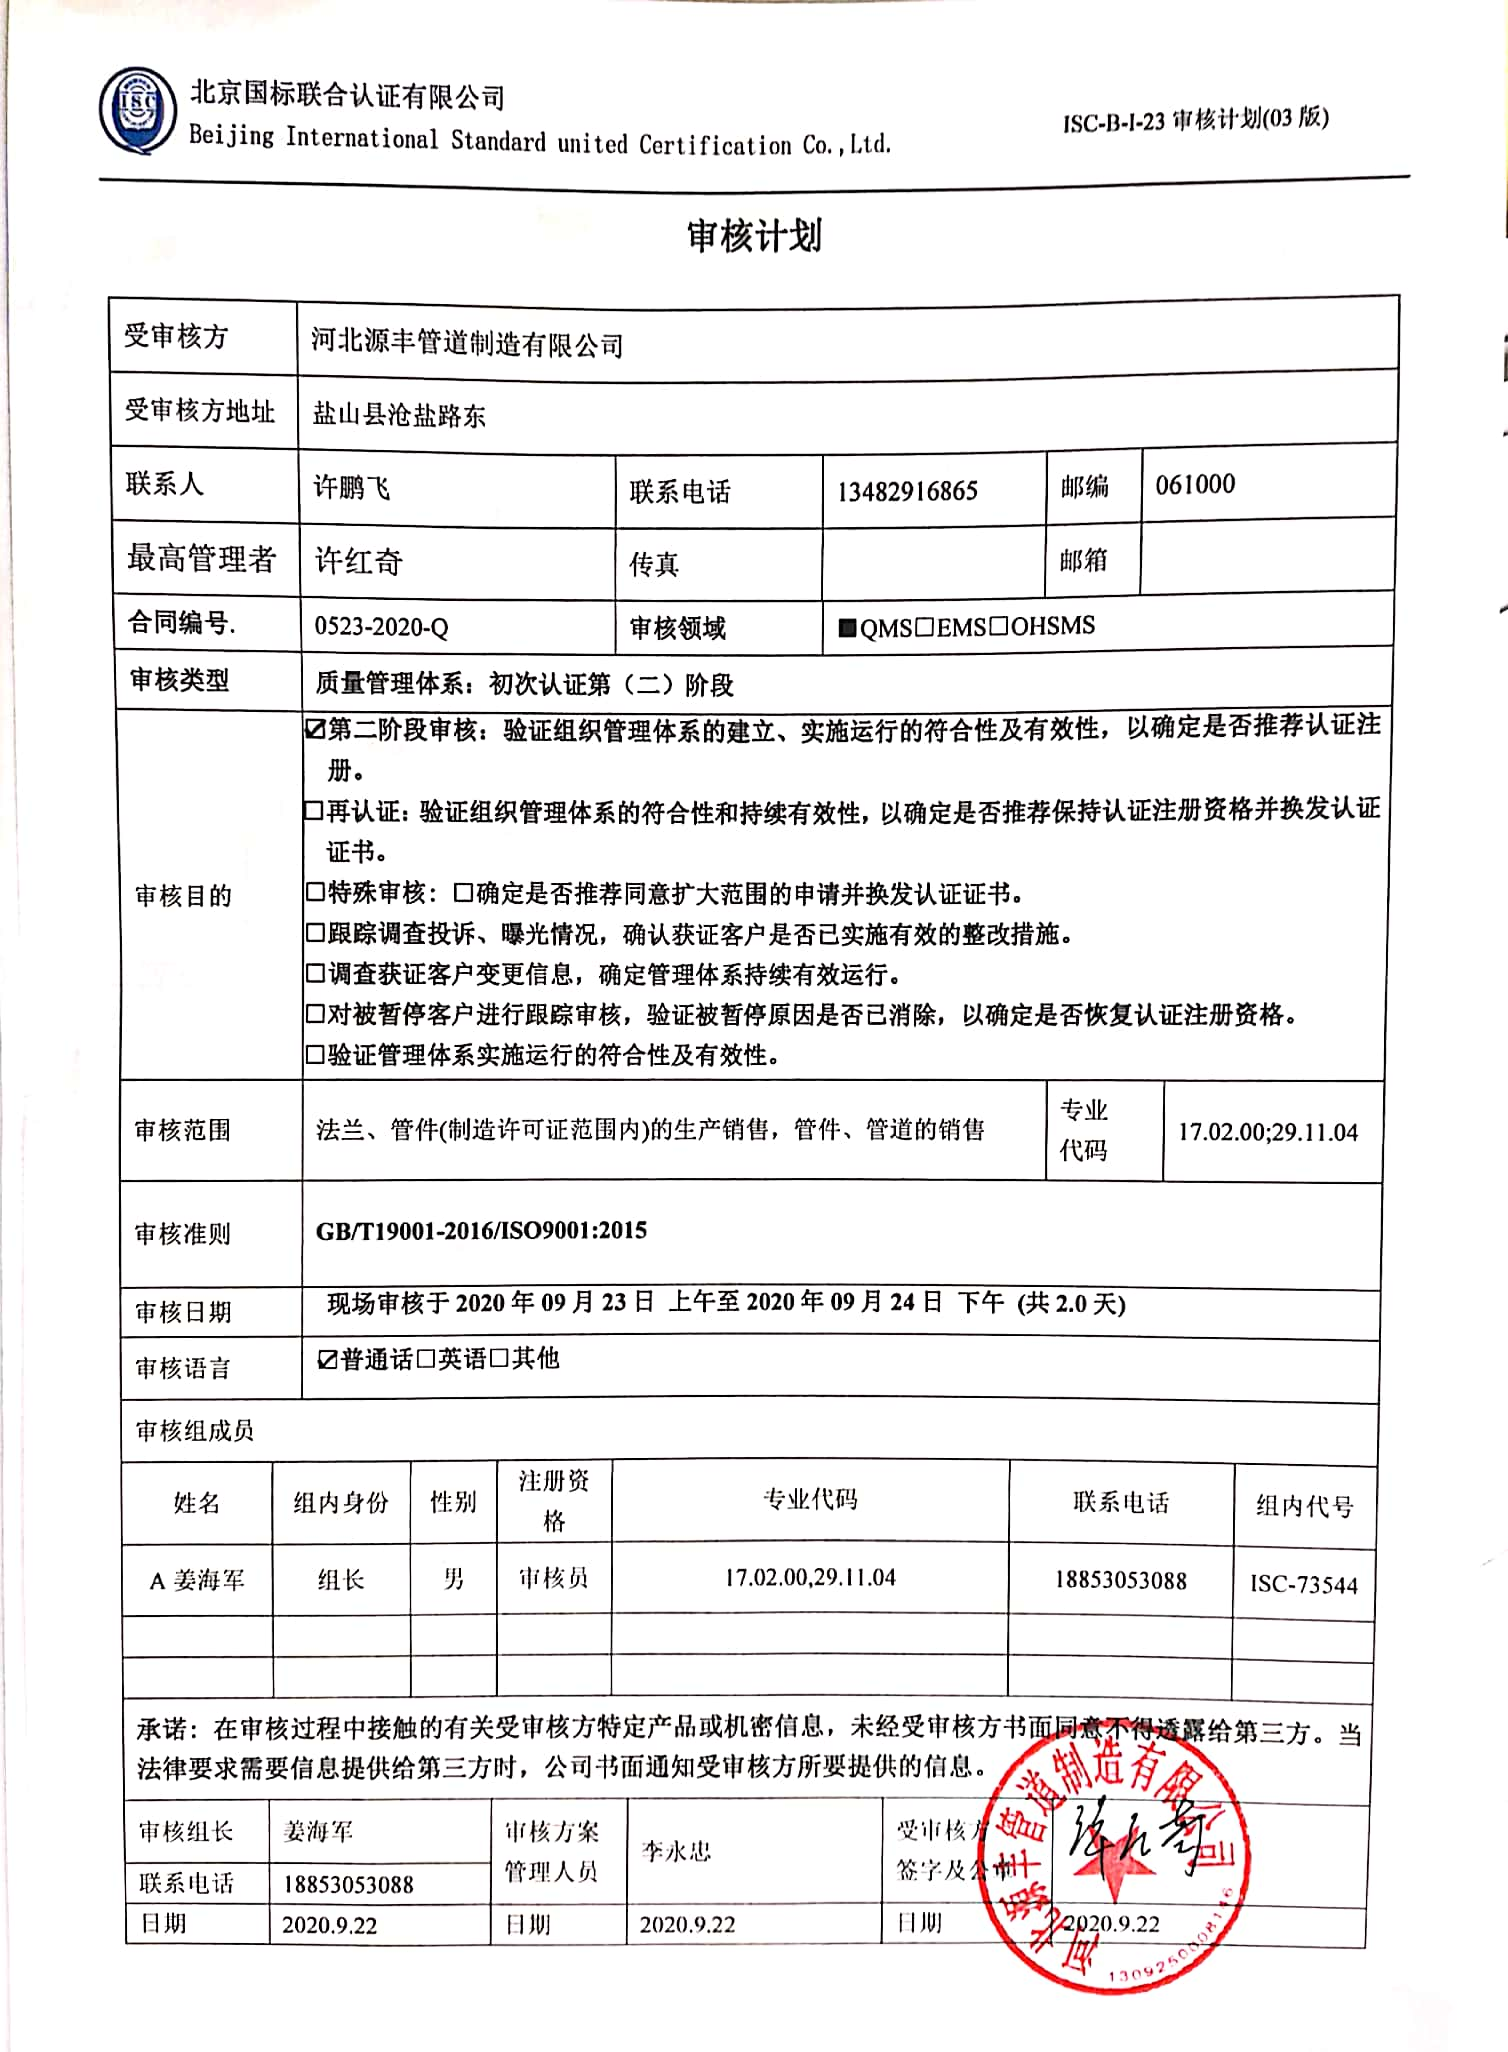 ISC
北京国标联合认证有限公司
Beijing International Standard united Certification Co.,Ltd.
ISC-B-I-23 审核计划(03 版)
审核计划
受审核方 河北源丰管道制造有限公司
受审核方地址 盐山县沧盐路东
联系人 许鹏飞 联系电话 13482916865 邮编 061000
最高管理者 许红奇 传真 邮箱
合同编号. 0523-2020-Q 审核领域 ■QMS□EMS□OHSMS
审核类型 质量管理体系：初次认证第（二）阶段
审核目的
☑第二阶段审核：验证组织管理体系的建立、实施运行的符合性及有效性，以确定是否推荐认证注
册。
□再认证：验证组织管理体系的符合性和持续有效性，以确定是否推荐保持认证注册资格并换发认证
证书。
□特殊审核：□确定是否推荐同意扩大范围的申请并换发认证证书。
□跟踪调查投诉、曝光情况，确认获证客户是否已实施有效的整改措施。
□调查获证客户变更信息，确定管理体系持续有效运行。
□对被暂停客户进行跟踪审核，验证被暂停原因是否已消除，以确定是否恢复认证注册资格。
□验证管理体系实施运行的符合性及有效性。
审核范围 法兰、管件(制造许可证范围内)的生产销售，管件、管道的销售 专业
代码 17.02.00;29.11.04
审核准则 GB/T19001-2016/ISO9001:2015
审核日期 现场审核于 2020 年 09 月 23 日 上午至 2020 年 09 月 24 日 下午 (共 2.0 天)
审核语言 ☑普通话□英语□其他
审核组成员
姓名 组内身份 性别 注册资
格 专业代码 联系电话 组内代号
A 姜海军 组长 男 审核员 17.02.00,29.11.04 18853053088 ISC-73544
承诺：在审核过程中接触的有关受审核方特定产品或机密信息，未经受审核方书面同意不得透露给第三方。当
法律要求需要信息提供给第三方时，公司书面通知受审核方所要提供的信息。
审核组长 姜海军 审核方案
管理人员 李永忠 受审核方
签字及公章 许红奇
联系电话 18853053088
日期 2020.9.22 日期 2020.9.22 日期 2020.9.22
河北源丰管道制造有限公司
1309250008146